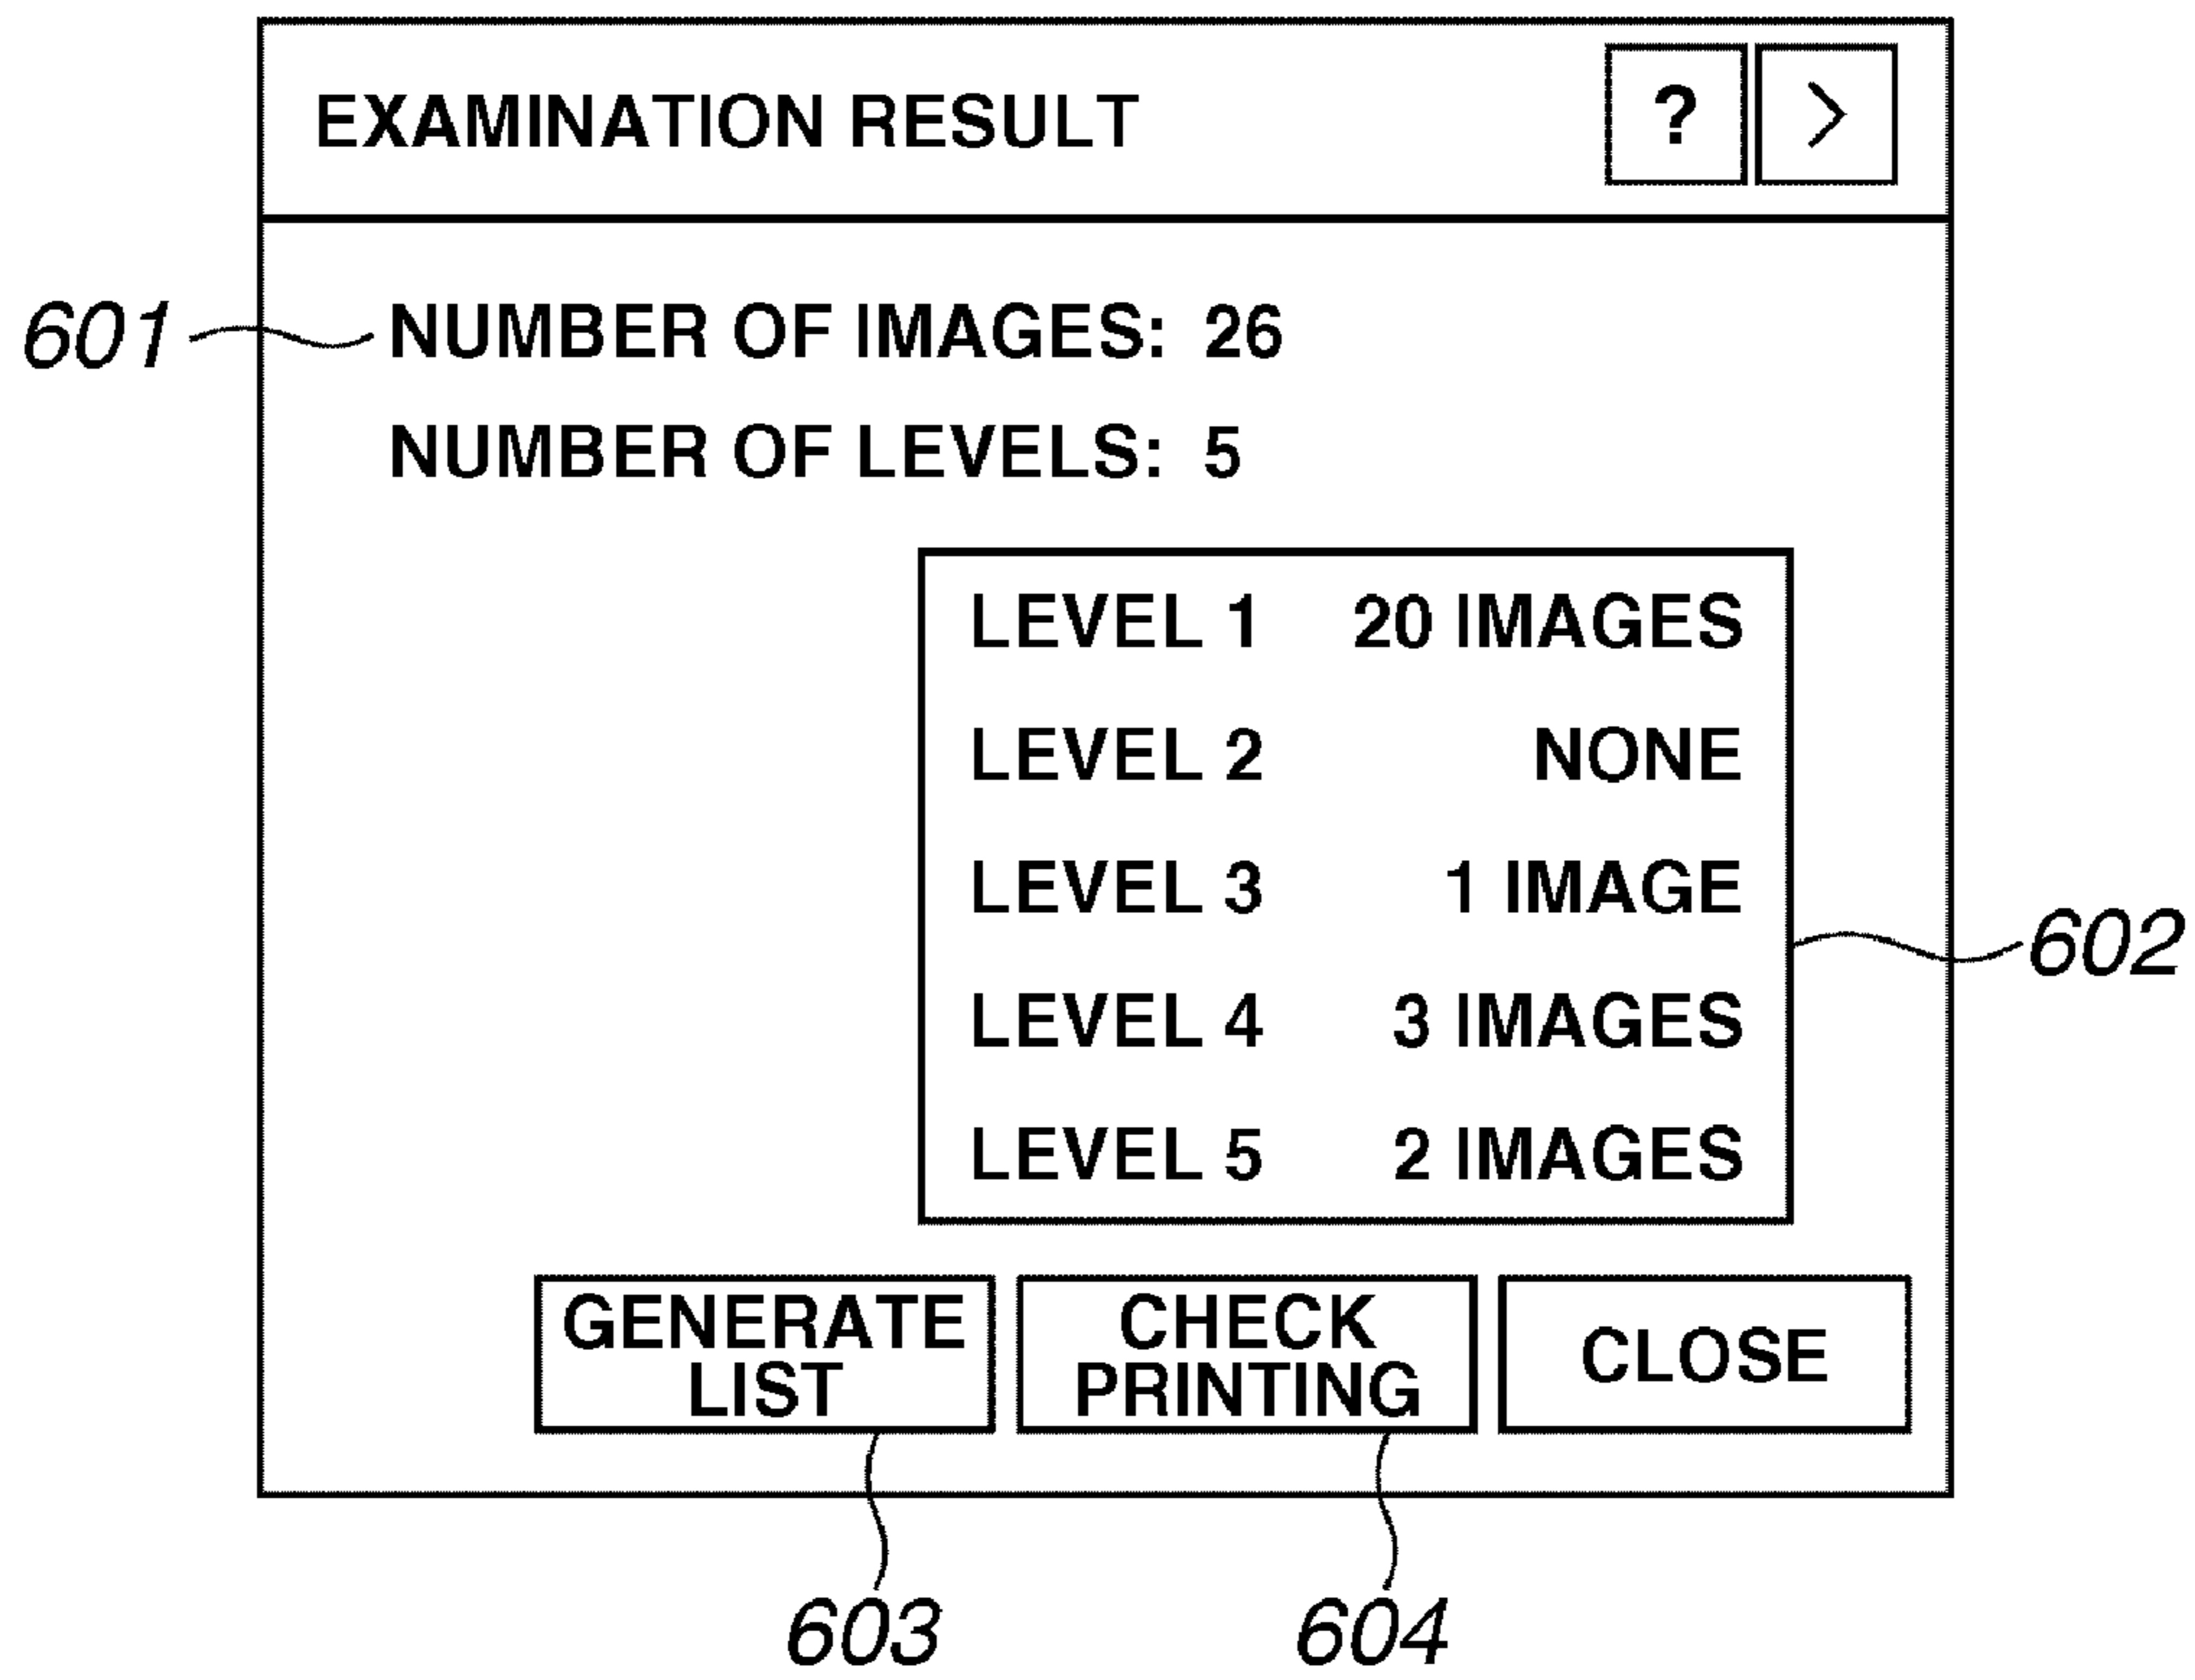 EXAMINATION RESULT ? >
601 NUMBER OF IMAGES: 26
NUMBER OF LEVELS: 5
LEVEL 1 20 IMAGES
LEVEL 2 NONE
LEVEL 3 1 IMAGE
602
LEVEL 4 3 IMAGES
LEVEL 5 2 IMAGES
GENERATE
LIST
CHECK
PRINTING
CLOSE
603
604